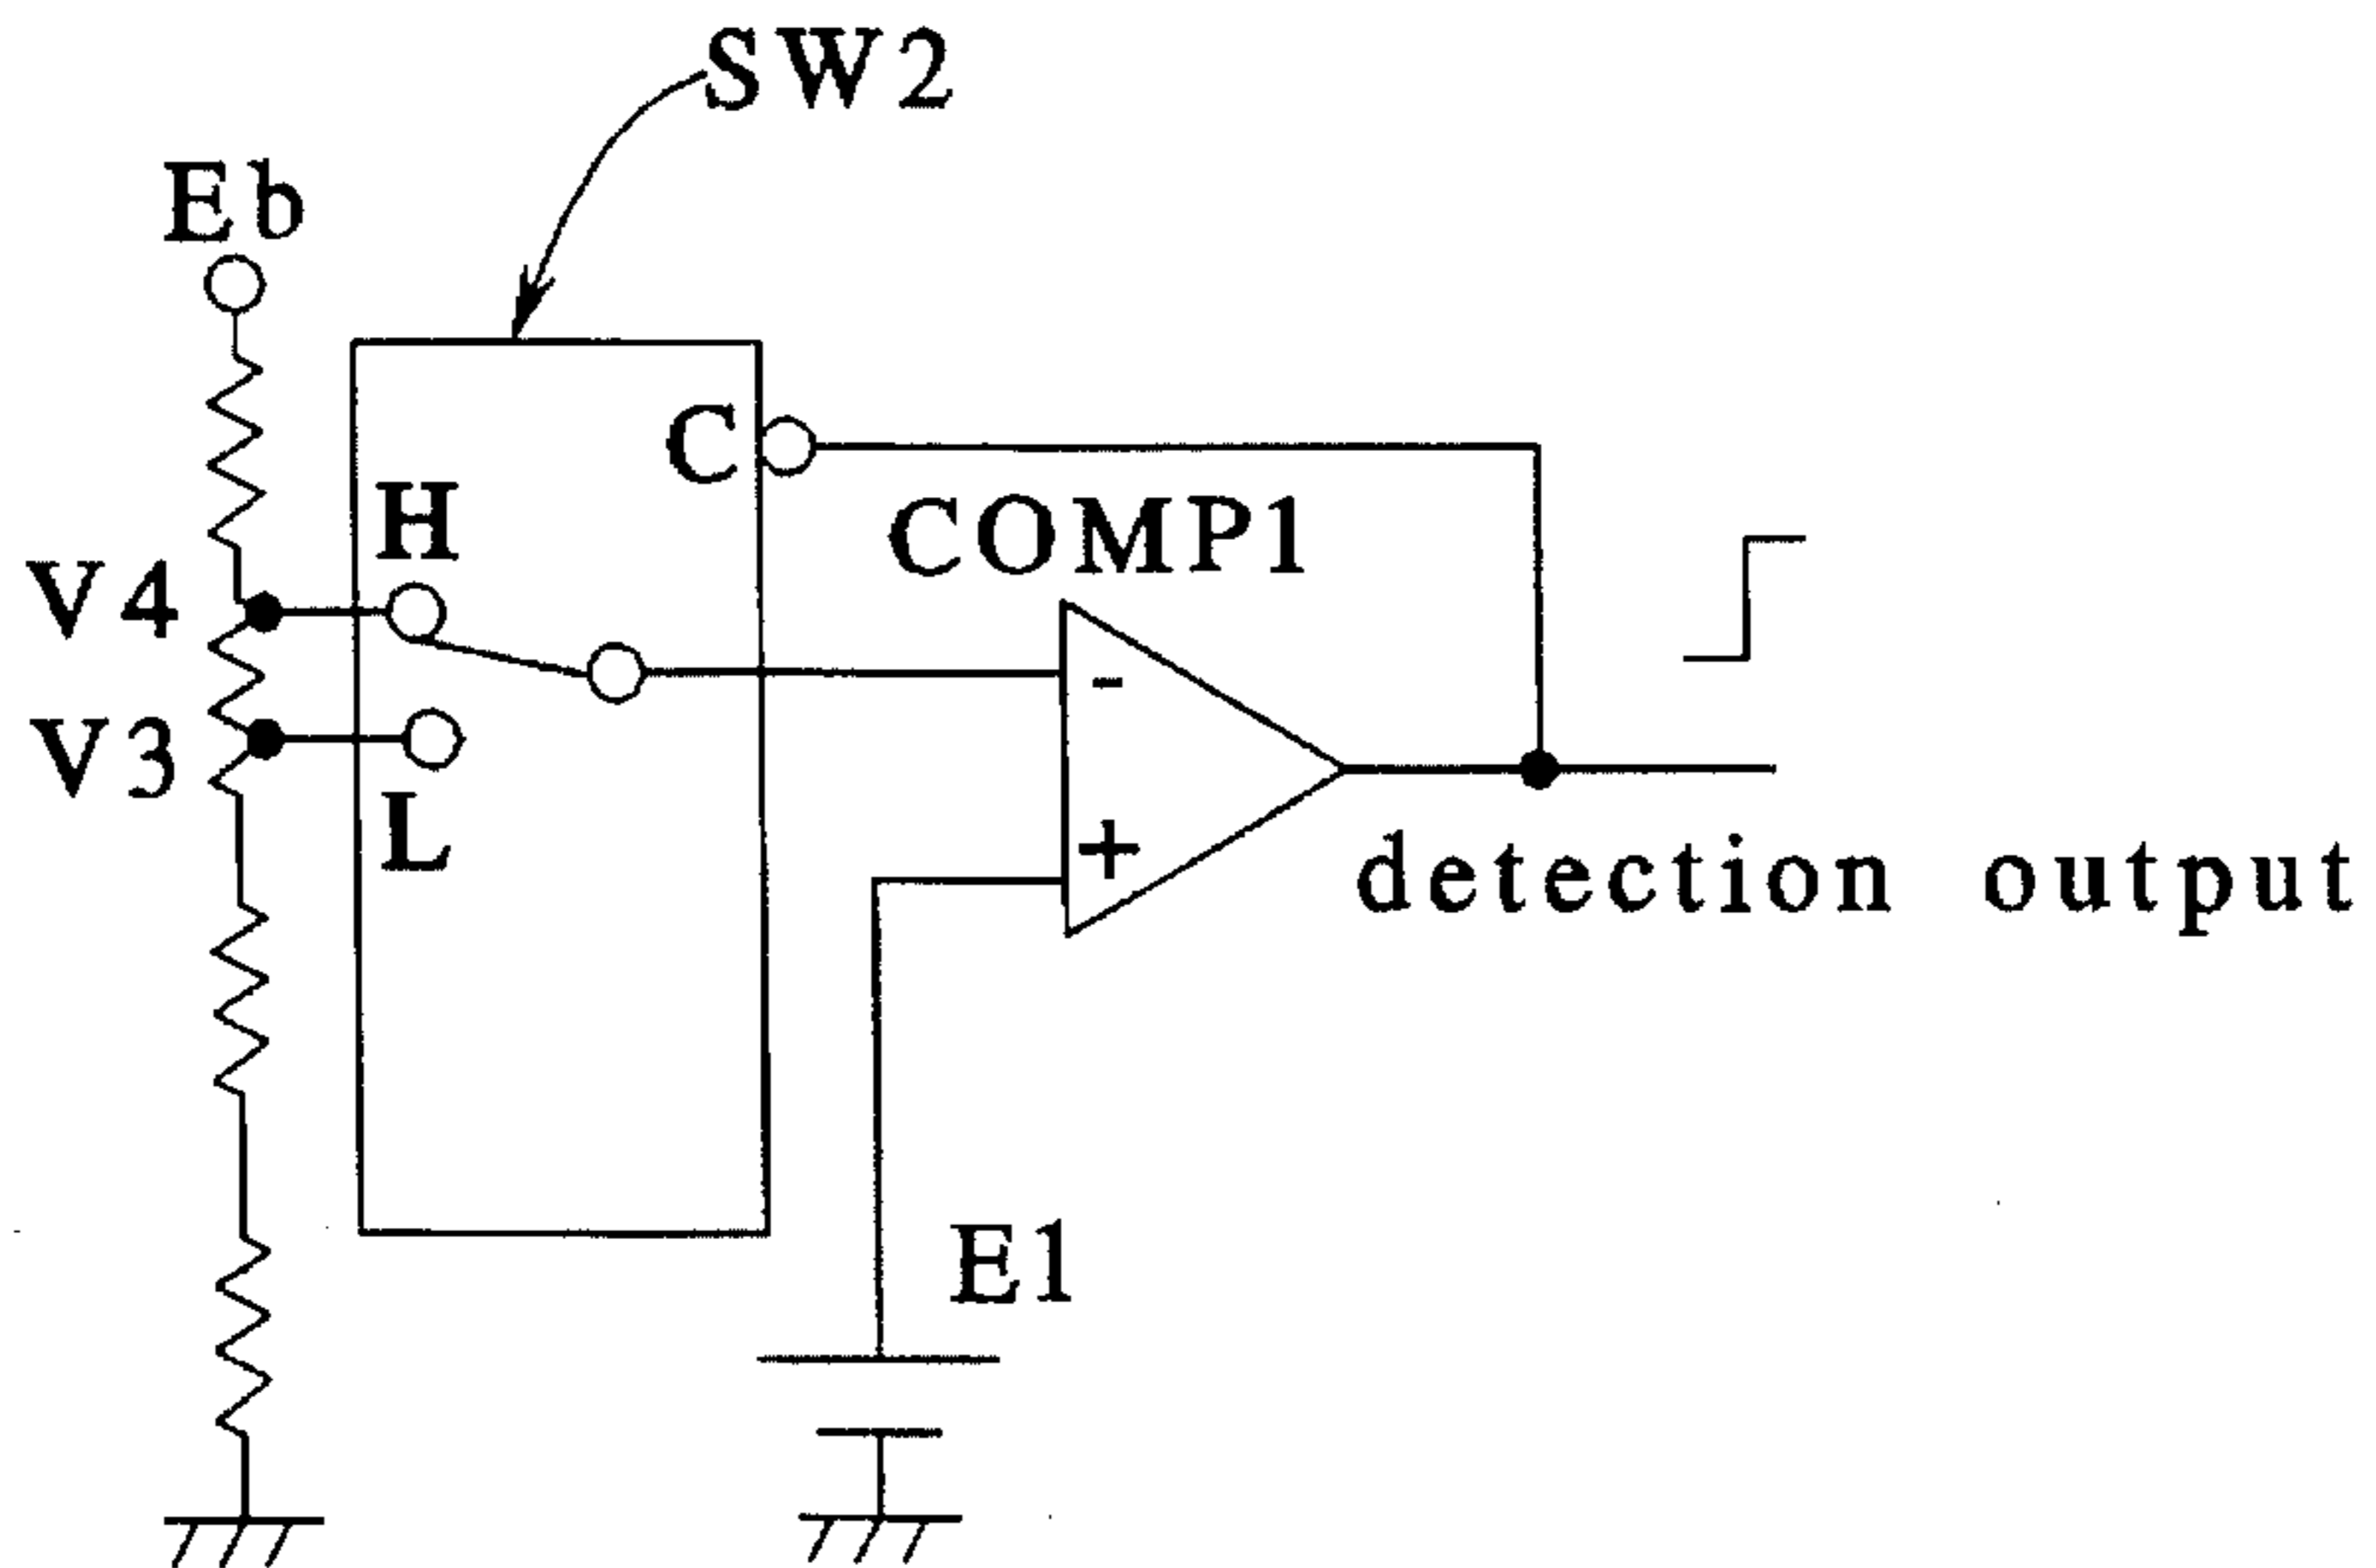 SW2
Eb
C
H
COMP1
V4
-
V3
L
+
detection output
E1